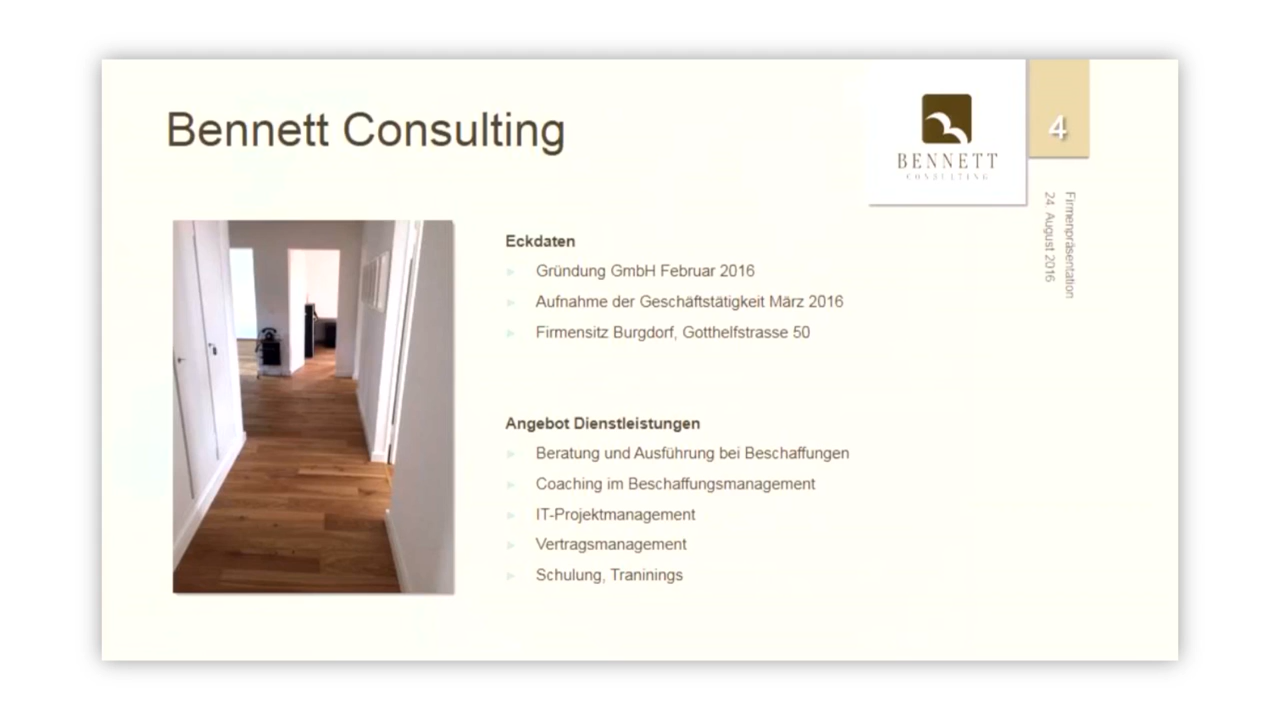 Bennett Consulting
BENNETT
CONSULTING
4
Firmenpräsentation
24. August 2016
Eckdaten
Gründung GmbH Februar 2016
Aufnahme der Geschäftstätigkeit März 2016
Firmensitz Burgdorf, Gotthelfstrasse 50
Angebot Dienstleistungen
Beratung und Ausführung bei Beschaffungen
Coaching im Beschaffungsmanagement
IT-Projektmanagement
Vertragsmanagement
Schulung, Traninings